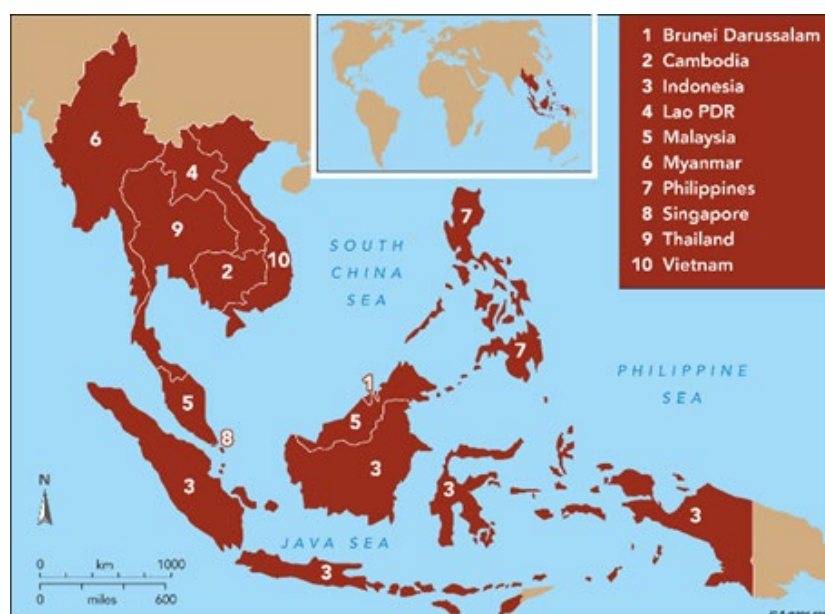 1 Brunei Darussalam
2 Cambodia
3 Indonesia
4 Lao PDR
5 Malaysia
6 Myanmar
7 Philippines
8 Singapore
9 Thailand
10 Vietnam
6
4
9
2
10
7
SOUTH
CHINA
SEA
7
PHILIPPINE
SEA
1
5
5
8
3
3
3
3
N
JAVA SEA
3
0 km 1000
0 miles 600